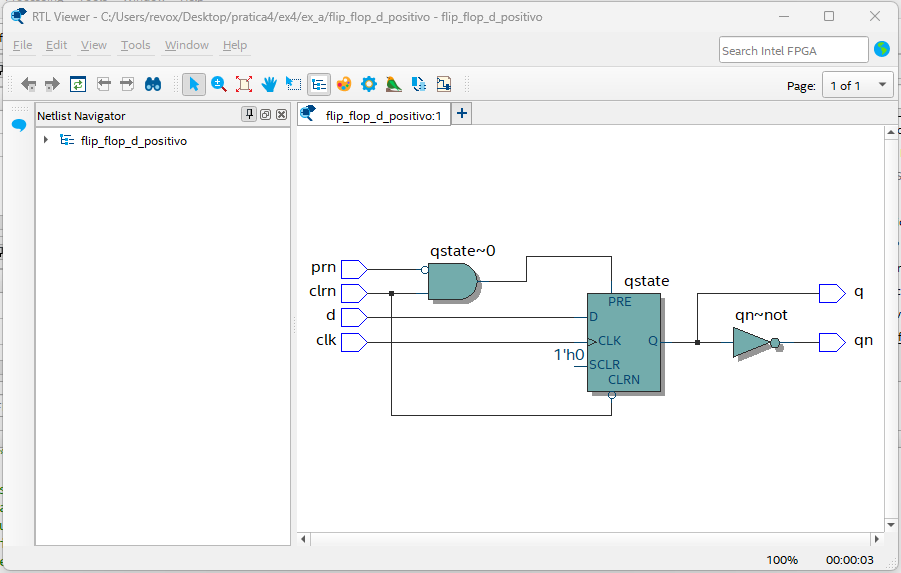 RTL Viewer - C:/Users/revox/Desktop/pratica4/ex4/ex_a/flip_flop_d_positivo - flip_flop_d_positivo
File Edit View Tools Window Help
Search Intel FPGA
Page: 1 of 1
Netlist Navigator
flip_flop_d_positivo:1
flip_flop_d_positivo
qstate~0
prn
clrn
d
clk
qstate
PRE
D
CLK
Q
1'h0
SCLR
CLRN
qn~not
q
qn
100% 00:00:03